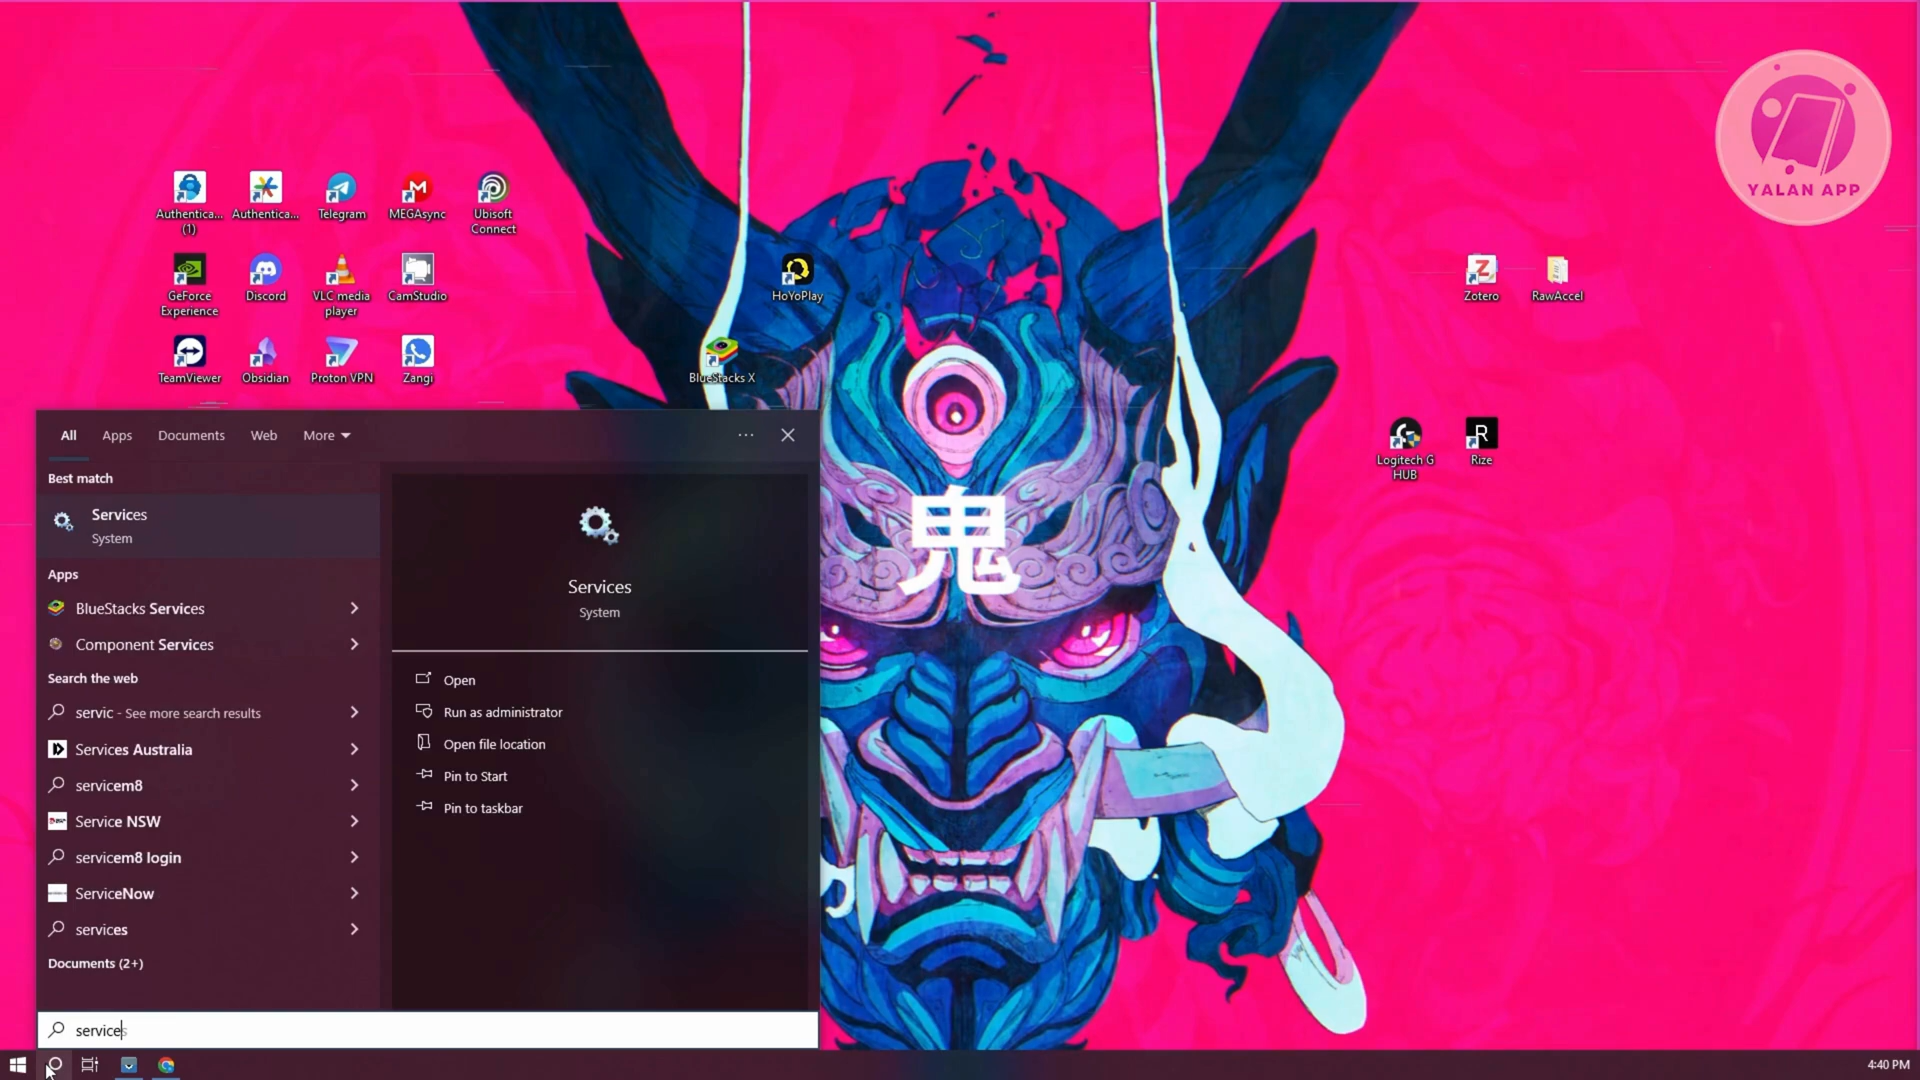 YALAN APP
Authentica...
(1)
Authentica...
Telegram
MEGAsync
Ubisoft
Connect
GeForce
Experience
Discord
VLC media
player
CamStudio
HoYoPlay
Zotero
RawAccel
TeamViewer
Obsidian
Proton VPN
Zangi
BlueStacks X
Logitech G
HUB
Rize
鬼
All
Apps
Documents
Web
More
Best match
Services
System
Apps
BlueStacks Services
Component Services
Search the web
servic - See more search results
Services Australia
servicem8
Service NSW
servicem8 login
ServiceNow
services
Documents (2+)
Services
System
Open
Run as administrator
Open file location
Pin to Start
Pin to taskbar
services
4:40 PM